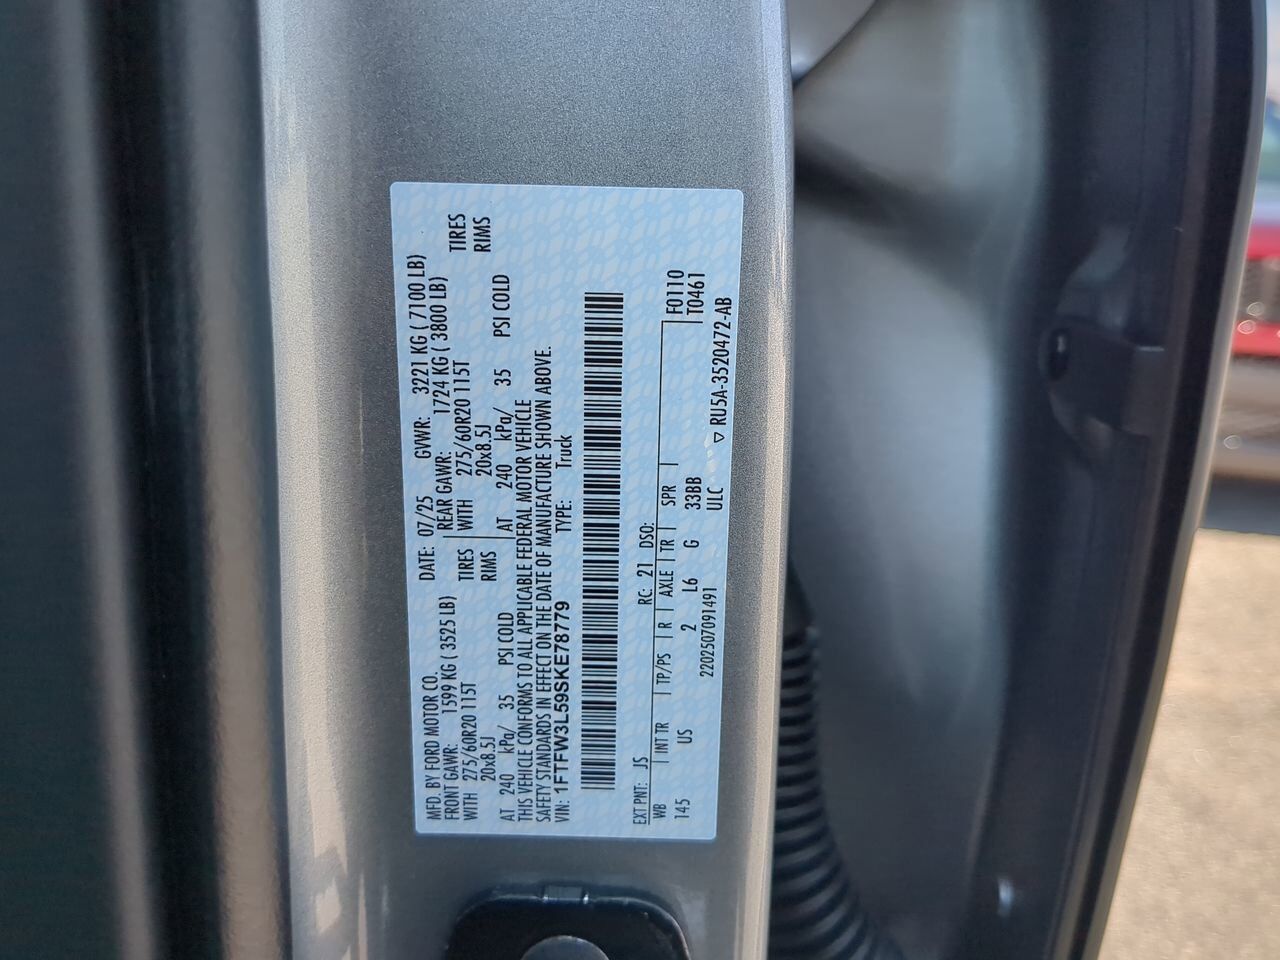 MFD. BY FORD MOTOR CO. DATE: 07/25 GVWR: 3221 KG ( 7100 LB)
FRONT GAWR: 1599 KG ( 3525 LB) REAR GAWR: 1724 KG ( 3800 LB)
WITH 275/60R20 115T TIRES WITH 275/60R20 115T TIRES
20x8.5J RIMS 20x8.5J RIMS
AT 240 kPa/ 35 PSI COLD AT 240 kPa/ 35 PSI COLD
THIS VEHICLE CONFORMS TO ALL APPLICABLE FEDERAL MOTOR VEHICLE
SAFETY STANDARDS IN EFFECT ON THE DATE OF MANUFACTURE SHOWN ABOVE.
VIN: 1FTFW3L59SKE78779 TYPE: Truck
EXT PNT: JS RC: 21 DSO: F0110
WB INT TR TP/PS R AXLE TR SPR T0461
145 US 2 L6 G 33BB
2202507091491 ULC ▽ RU5A-3520472-AB